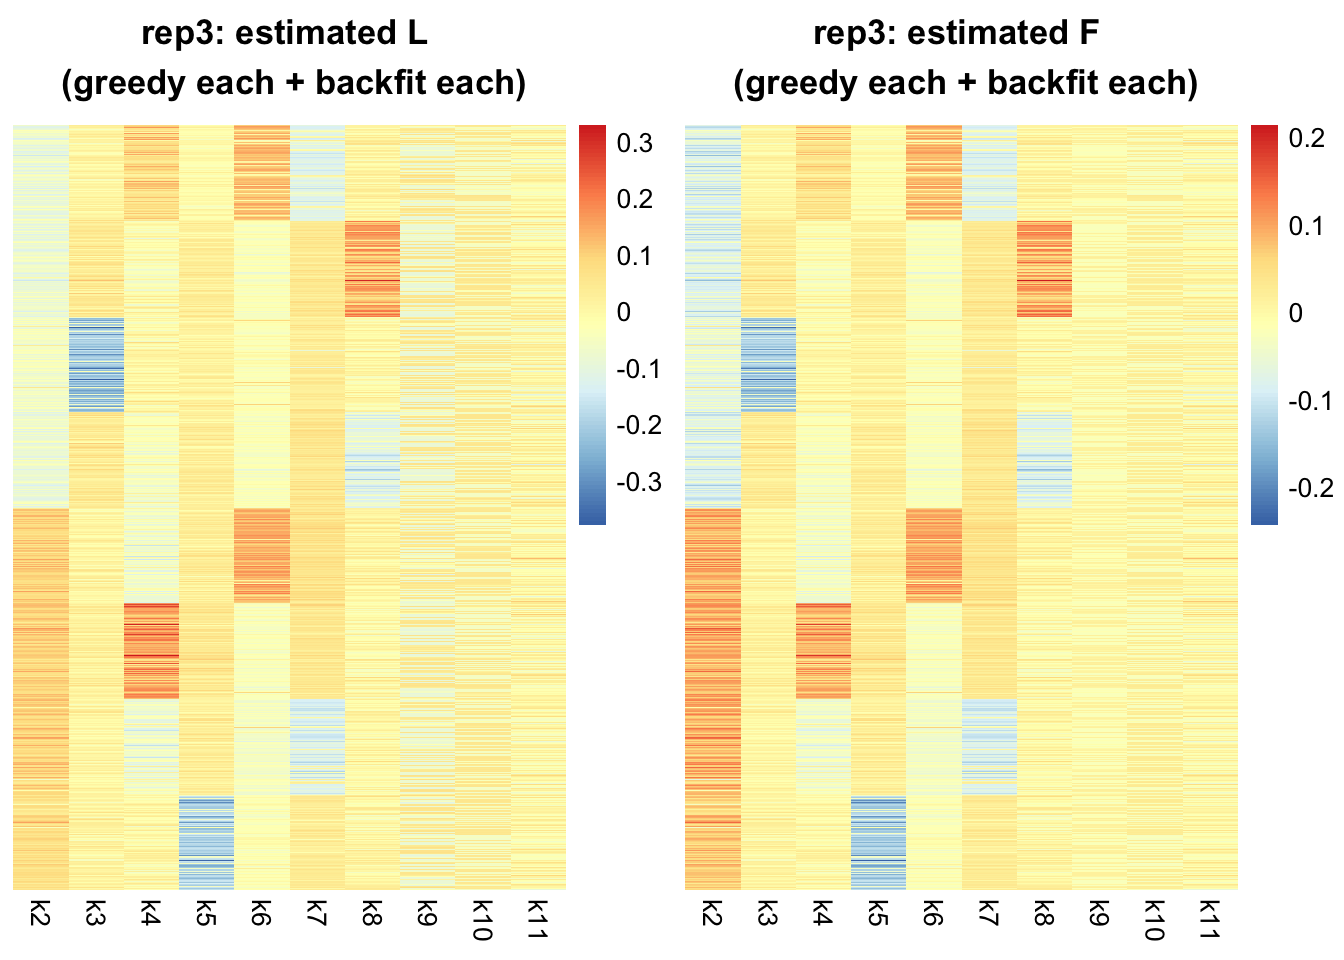 rep3: estimated L
(greedy each + backfit each)
0.3
0.2
0.1
0
-0.1
-0.2
-0.3
k2 k3 k4 k5 k6 k7 k8 k9 k10 k11
rep3: estimated F
(greedy each + backfit each)
0.2
0.1
0
-0.1
-0.2
k2 k3 k4 k5 k6 k7 k8 k9 k10 k11